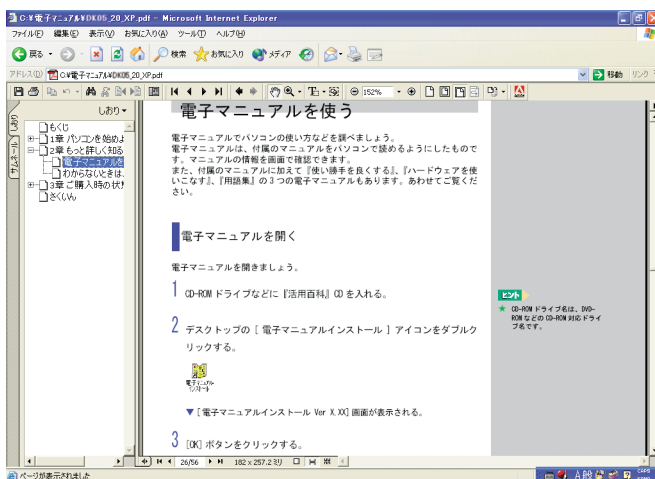 C:¥電子マニュアル¥DK05_20_XP.pdf - Microsoft Internet Explorer
ファイル(F) 編集(E) 表示(V) お気に入り(A) ツール(T) ヘルプ(H)
戻る 検索 お気に入り メディア
アドレス(D) C:¥電子マニュアル¥DK05_20_XP.pdf 移動 リンク
152%
しおり
サムネール
もくじ
1章 パソコンを始めよ
2章 もっと詳しく知る
電子マニュアルを
わからないときは、
3章 ご購入時の状
さくいん
電子マニュアルを使う
電子マニュアルでパソコンの使い方などを調べましょう。
電子マニュアルは、付属のマニュアルをパソコンで読めるようにしたもので
す。マニュアルの情報を画面で確認できます。
また、付属のマニュアルに加えて『使い勝手を良くする』、『ハードウェアを使
いこなす』、『用語集』の3つの電子マニュアルもあります。あわせてご覧くだ
さい。
電子マニュアルを開く
電子マニュアルを開きましょう。
1 CD-ROM ドライブなどに『活用百科』CD を入れる。
2 デスクトップの [ 電子マニュアルインストール ] アイコンをダブルク
リックする。
電子マニュアル
インストール
▼ [ 電子マニュアルインストール Ver X.XX] 画面が表示される。
3 [OK] ボタンをクリックする。
ヒント
★ CD-ROM ドライブ名は、DVD-
ROM などの CD-ROM 対応ドライ
ブ名です。
26/56 182 x 257.2 ミリ
ページが表示されました
A 般 CAPS